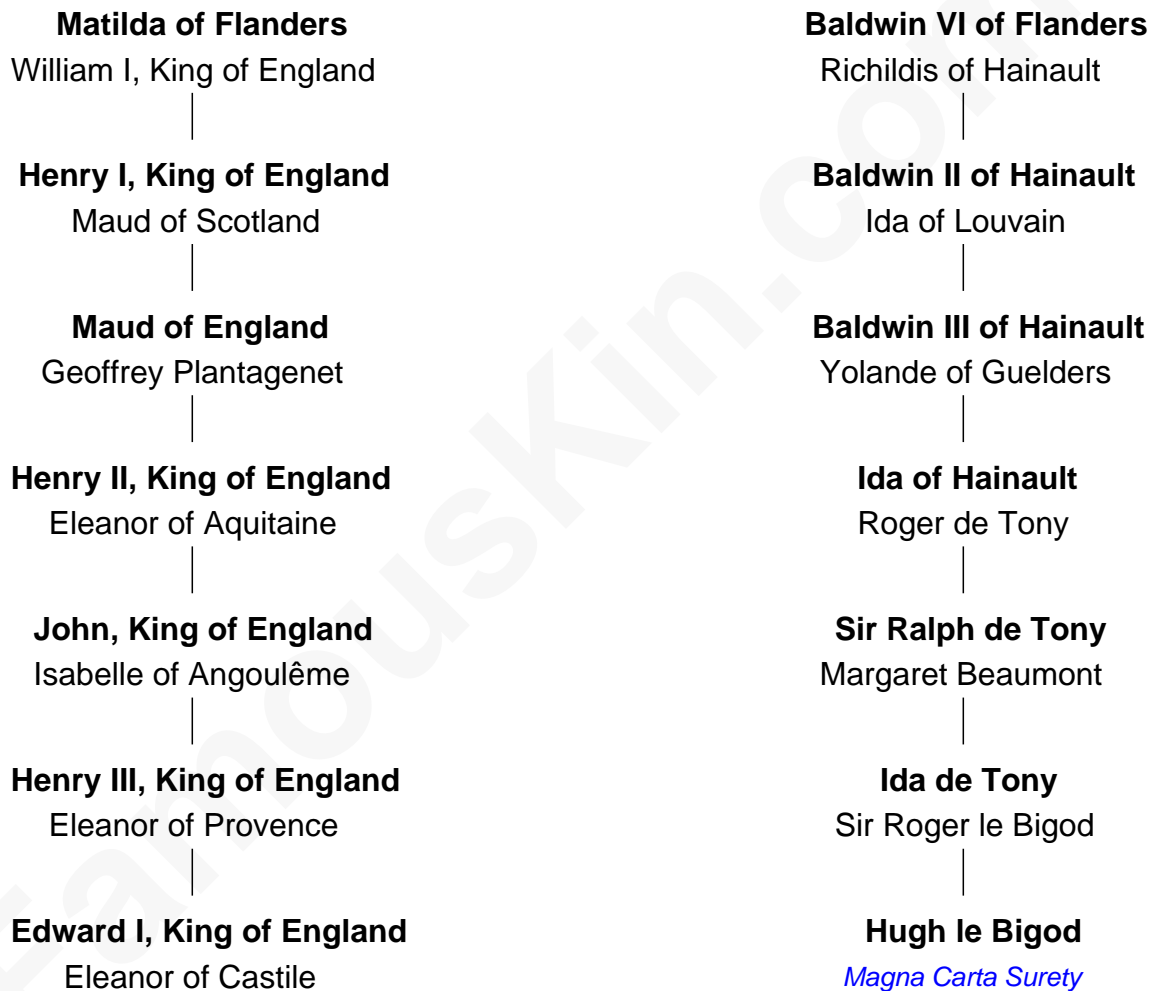 Matilda of Flanders
William I, King of England
Henry I, King of England
Maud of Scotland
Maud of England
Geoffrey Plantagenet
Henry II, King of England
Eleanor of Aquitaine
John, King of England
Isabelle of Angoulême
Henry III, King of England
Eleanor of Provence
Edward I, King of England
Eleanor of Castile
Baldwin VI of Flanders
Richildis of Hainault
Baldwin II of Hainault
Ida of Louvain
Baldwin III of Hainault
Yolande of Guelders
Ida of Hainault
Roger de Tony
Sir Ralph de Tony
Margaret Beaumont
Ida de Tony
Sir Roger le Bigod
Hugh le Bigod
Magna Carta Surety
FamousKin.com